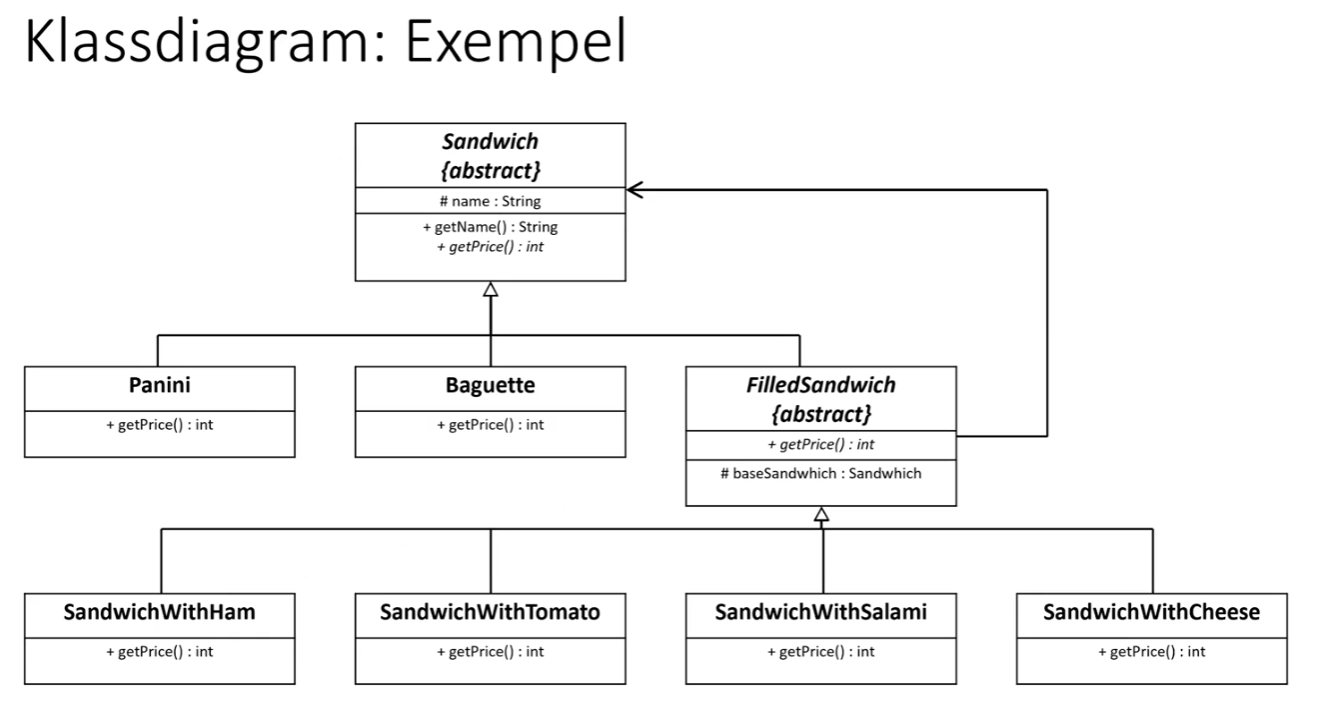 Klassdiagram: Exempel
Sandwich
{abstract}
# name : String
+ getName() : String
+ getPrice() : int
Panini
+ getPrice() : int
Baguette
+ getPrice() : int
FilledSandwich
{abstract}
+ getPrice() : int
# baseSandwhich : Sandwhich
SandwichWithHam
+ getPrice() : int
SandwichWithTomato
+ getPrice() : int
SandwichWithSalami
+ getPrice() : int
SandwichWithCheese
+ getPrice() : int